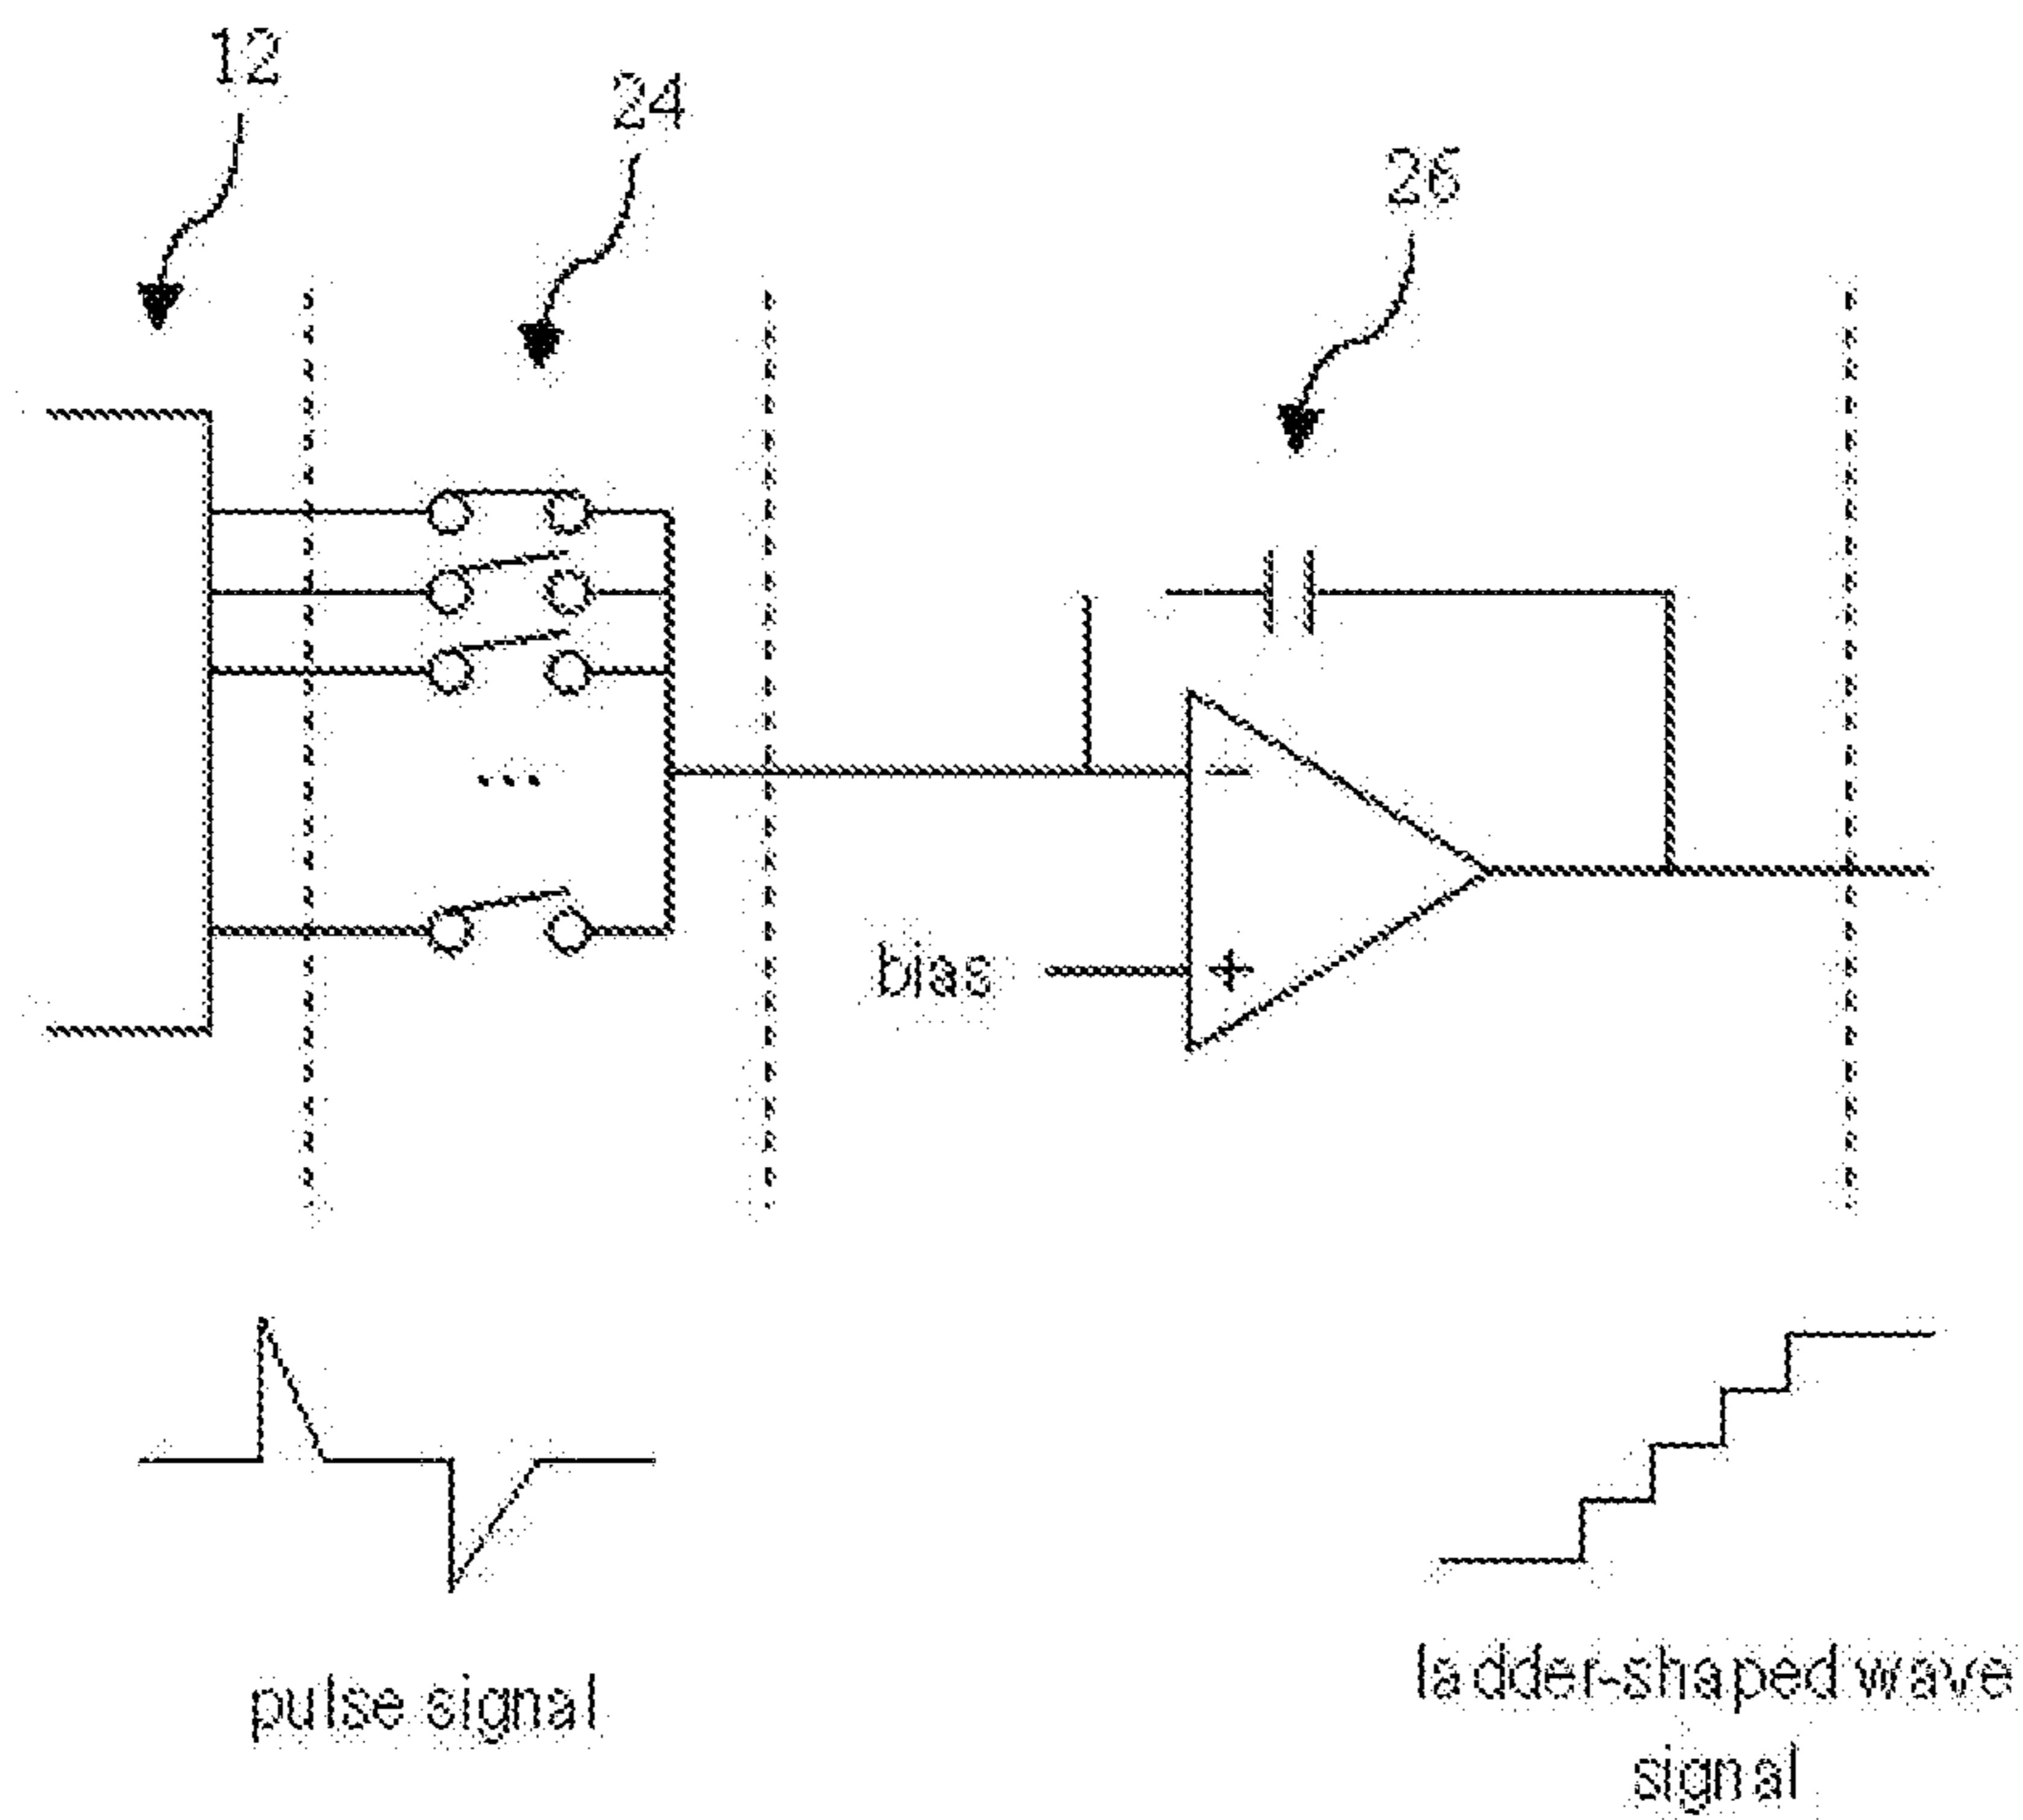 12
24
26
...
−
bias
+
pulse signal
ladder-shaped wave
signal